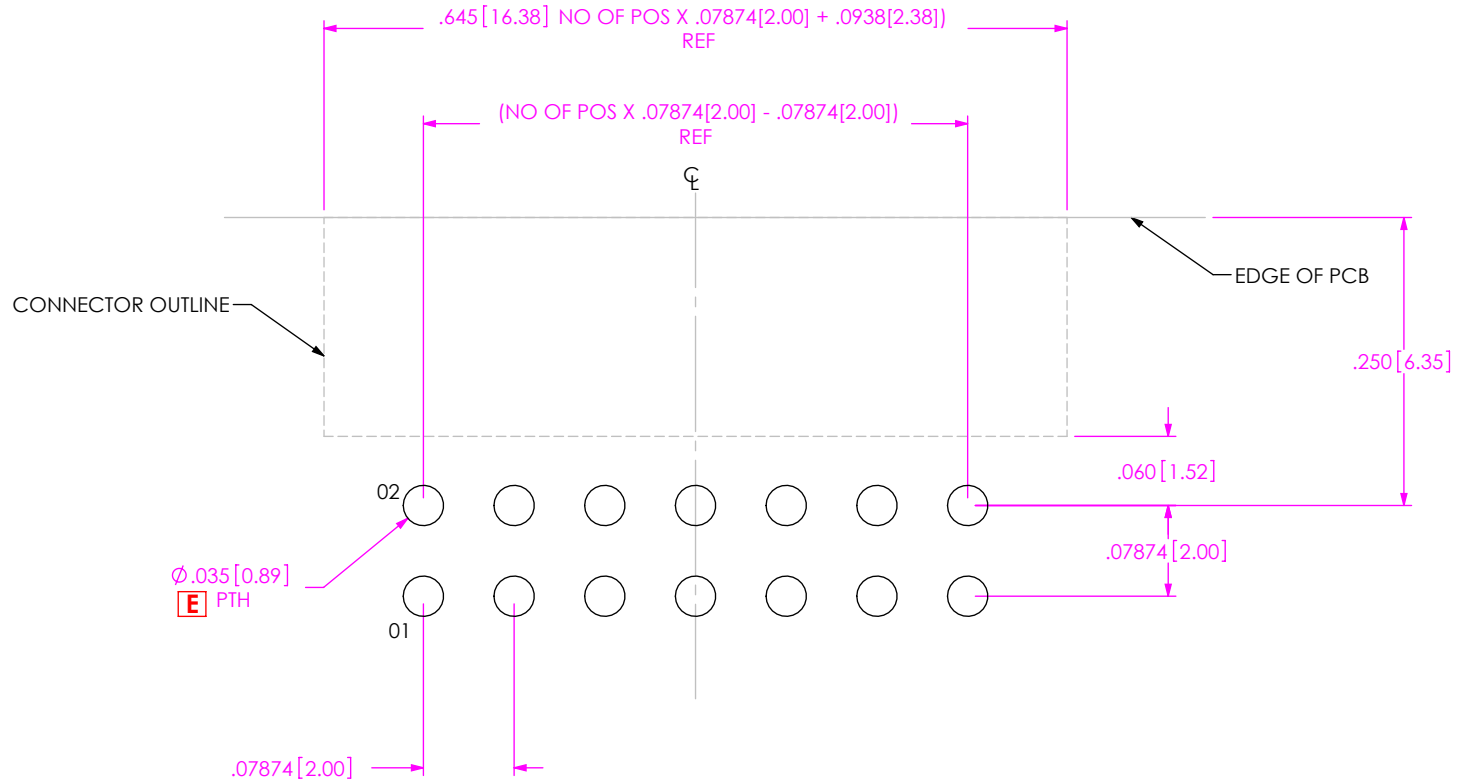 .645[16.38] NO OF POS X .07874[2.00] + .0938[2.38])
REF
(NO OF POS X .07874[2.00] - .07874[2.00])
REF
℄
EDGE OF PCB
CONNECTOR OUTLINE
.250[6.35]
.060[1.52]
02
.07874[2.00]
Ø.035[0.89]
E PTH
01
.07874[2.00]